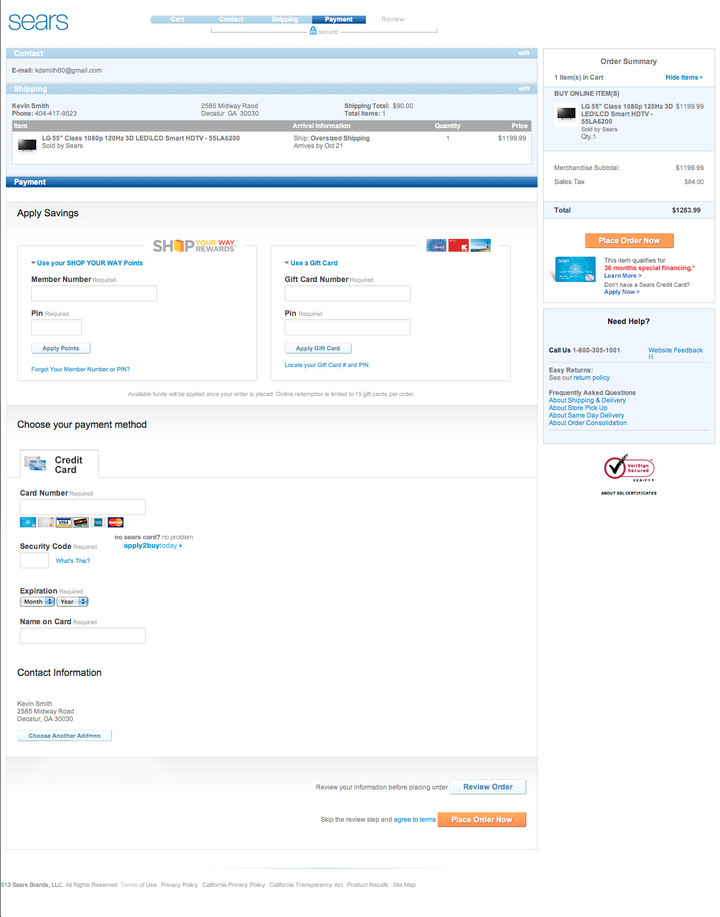 sears
Cart Contact Shipping Payment Review
secure
Contact edit
E-mail: kdsmith60@gmail.com
Shipping edit
Kevin Smith 2585 Midway Raod Shipping Total: $90.00
Phone: 404-417-9523 Decatur GA 30030 Total Items: 1
Item Arrival Information Quantity Price
LG 55" Class 1080p 120Hz 3D LED\LCD Smart HDTV - 55LA6200 Ship: Oversized Shipping 1 $1199.99
Sold by Sears Arrives by Oct 21
Payment
Apply Savings
SHOP YOUR WAY REWARDS
Use your SHOP YOUR WAY Points
Member Number Required
Pin Required
Apply Points
Forgot Your Member Number or PIN?
Use a Gift Card
Gift Card Number Required
Pin Required
Apply Gift Card
Locate your Gift Card # and PIN.
Available funds will be applied once your order is placed. Online redemption is limited to 15 gift cards per order.
Choose your payment method
Credit
Card
Card Number Required
VISA
no sears card? no problem
apply2buytoday
Security Code Required
What's This?
Expiration Required
Month Year
Name on Card Required
Contact Information
Kevin Smith
2585 Midway Road
Decatur, GA 30030
Choose Another Address
Review your information before placing order Review Order
Skip the review step and agree to terms Place Order Now
Order Summary
1 Item(s) in Cart Hide Items
BUY ONLINE ITEM(S)
LG 55" Class 1080p 120Hz 3D $1199.99
LED\LCD Smart HDTV -
55LA6200
Sold by Sears
Qty.1
Merchandise Subtotal: $1199.99
Sales Tax $84.00
Total $1283.99
Place Order Now
This item qualifies for
36 months special financing.*
Learn More >
Don't have a Sears Credit Card?
Apply Now >
Need Help?
Call Us 1-800-305-1001 Website Feedback
Easy Returns:
See our return policy
Frequently Asked Questions
About Shipping & Delivery
About Store Pick Up
About Same Day Delivery
About Order Consolidation
VeriSign
Secured
VERIFY
ABOUT SSL CERTIFICATES
013 Sears Brands, LLC. All Rights Reserved Terms of Use Privacy Policy California Privacy Policy California Transparency Act Product Recalls Site Map